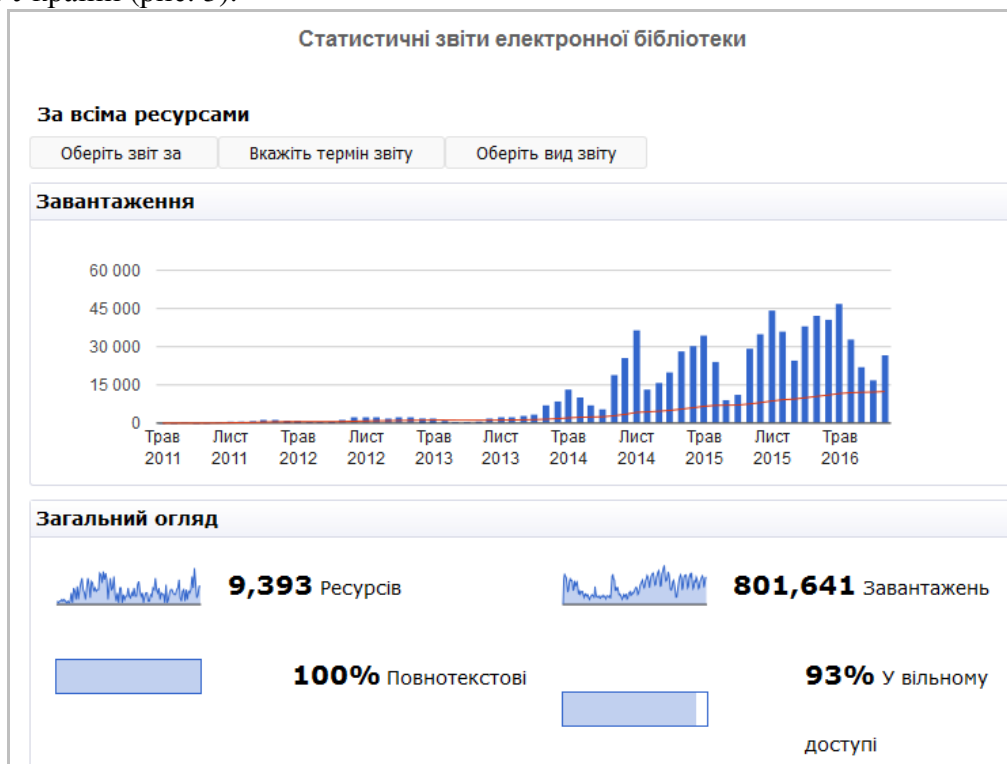 країн (рис. 3).
Статистичні звіти електронної бібліотеки
За всіма ресурсами
Оберіть звіт за Вкажіть термін звіту Оберіть вид звіту
Завантаження
60 000
45 000
30 000
15 000
0
Трав Лист Трав Лист Трав Лист Трав Лист Трав Лист Трав
2011 2011 2012 2012 2013 2013 2014 2014 2015 2015 2016
Загальний огляд
9,393 Ресурсів 801,641 Завантажень
100% Повнотекстові 93% У вільному
доступі